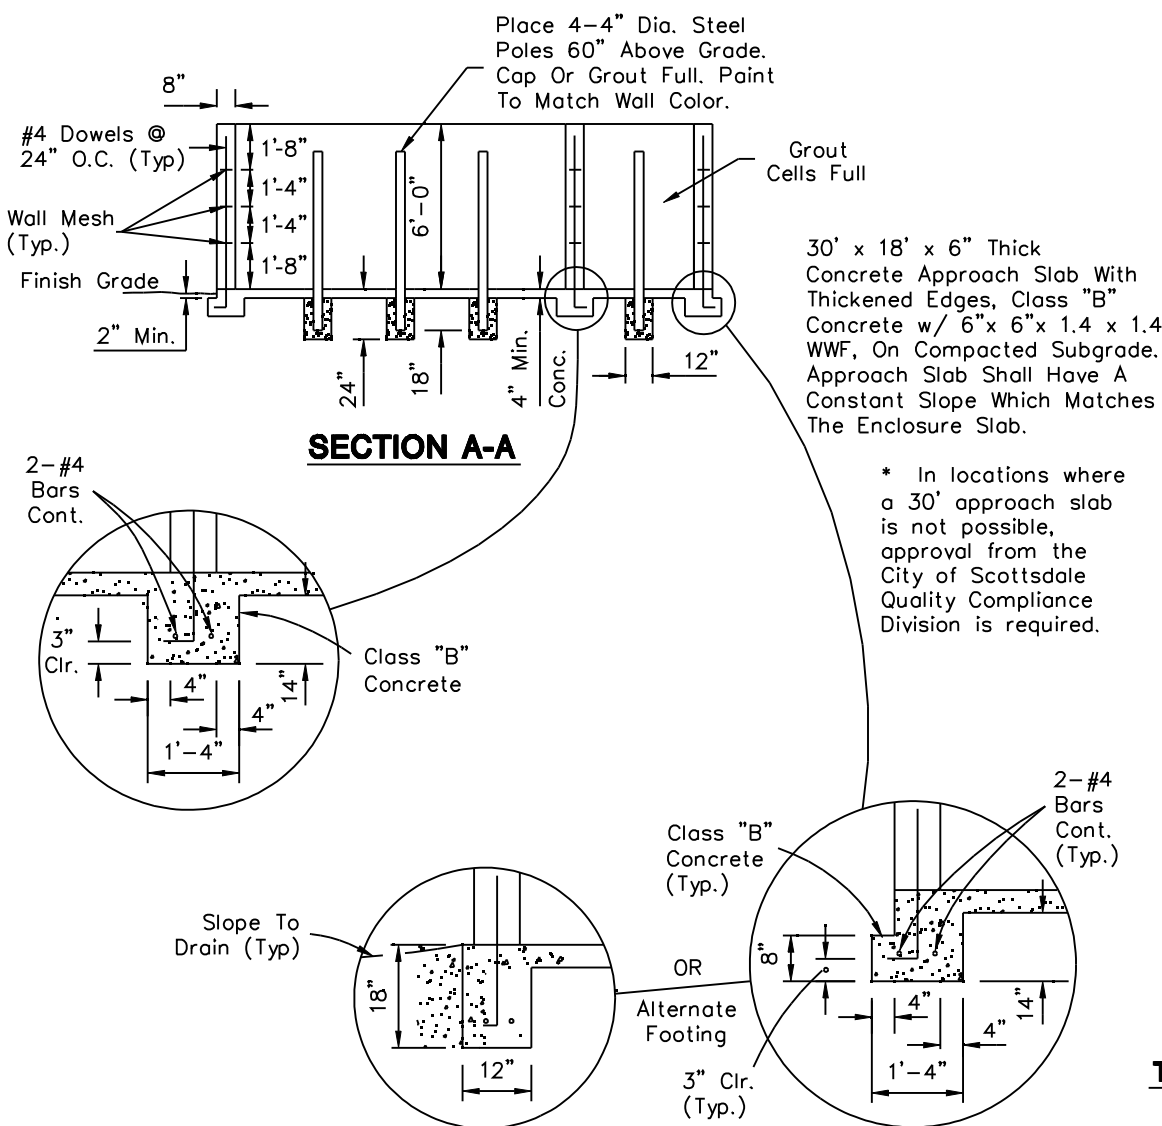 Place 4-4" Dia. Steel
Poles 60" Above Grade.
Cap Or Grout Full. Paint
To Match Wall Color.
8"
#4 Dowels @
24" O.C. (Typ)
1'-8"
1'-4"
1'-4"
1'-8"
6'-0"
Grout
Cells Full
Wall Mesh
(Typ.)
Finish Grade
2" Min.
24"
18"
4" Min.
Conc.
12"
30' x 18' x 6" Thick
Concrete Approach Slab With
Thickened Edges, Class "B"
Concrete w/ 6"x 6"x 1.4 x 1.4
WWF, On Compacted Subgrade.
Approach Slab Shall Have A
Constant Slope Which Matches
The Enclosure Slab.
SECTION A-A
* In locations where
a 30' approach slab
is not possible,
approval from the
City of Scottsdale
Quality Compliance
Division is required.
2-#4
Bars
Cont.
3"
Clr.
4"
4"
14"
1'-4"
Class "B"
Concrete
2-#4
Bars
Cont.
(Typ.)
Class "B"
Concrete
(Typ.)
8"
4"
4"
14"
1'-4"
3" Clr.
(Typ.)
OR
Alternate
Footing
Slope To
Drain (Typ)
18"
12"
T